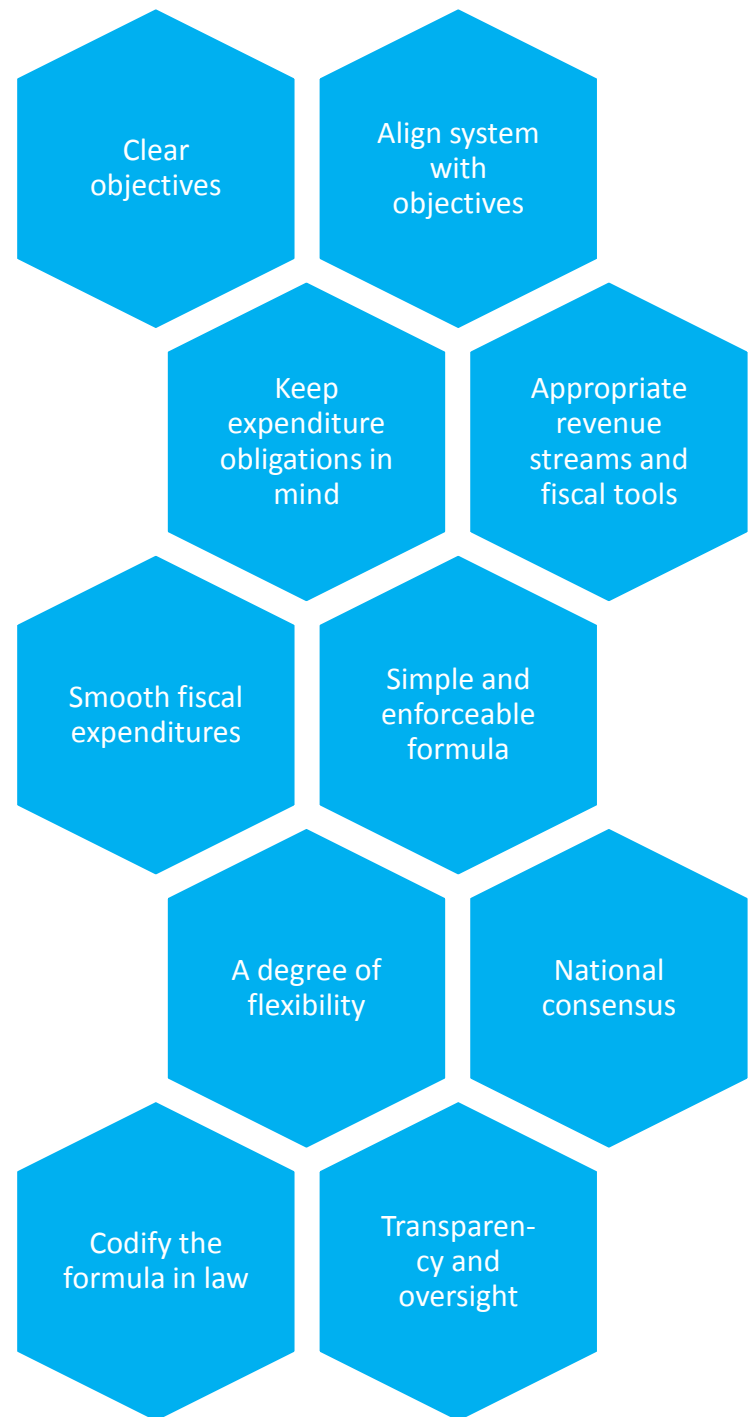 Clear
objectives
Align system
with
objectives
Keep
expenditure
obligations in
mind
Appropriate
revenue
streams and
fiscal tools
Smooth fiscal
expenditures
Simple and
enforceable
formula
A degree of
flexibility
National
consensus
Codify the
formula in law
Transparen-
cy and
oversight